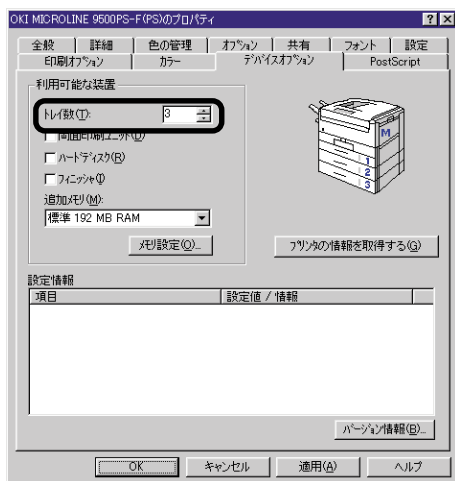 OKI MICROLINE 9500PS-F(PS)のプロパティ
全般 詳細 色の管理 オプション 共有 フォント 設定
印刷オプション カラー デバイスオプション PostScript
利用可能な装置
トレイ数(T): 3
両面印刷ユニット(D)
ハードディスク(R)
フィニッシャ(I)
追加メモリ(M):
標準 192 MB RAM
メモリ設定(O)...
M
1
2
3
プリンタの情報を取得する(G)
設定情報
項目 設定値 / 情報
バージョン情報(B)...
OK キャンセル 適用(A) ヘルプ